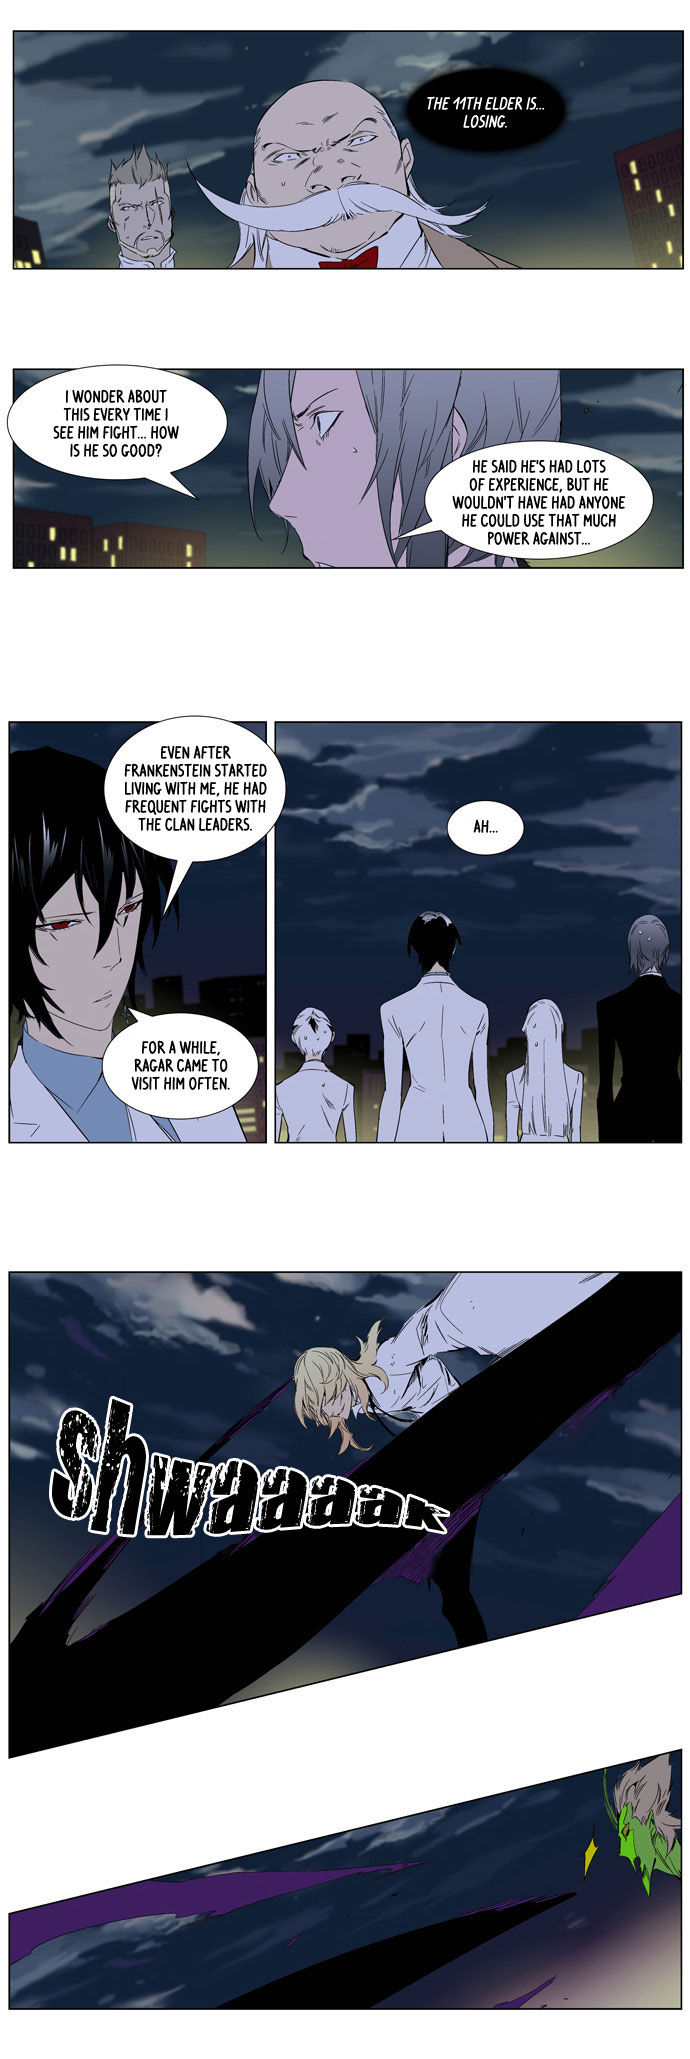 THE 11TH ELDER IS...
LOSING.
I WONDER ABOUT
THIS EVERY TIME I
SEE HIM FIGHT... HOW
IS HE SO GOOD?
HE SAID HE'S HAD LOTS
OF EXPERIENCE, BUT HE
WOULDN'T HAVE HAD ANYONE
HE COULD USE THAT MUCH
POWER AGAINST...
EVEN AFTER
FRANKENSTEIN STARTED
LIVING WITH ME, HE HAD
FREQUENT FIGHTS WITH
THE CLAN LEADERS.
FOR A WHILE,
RAGAR CAME TO
VISIT HIM OFTEN.
AH...
shwaaaaak